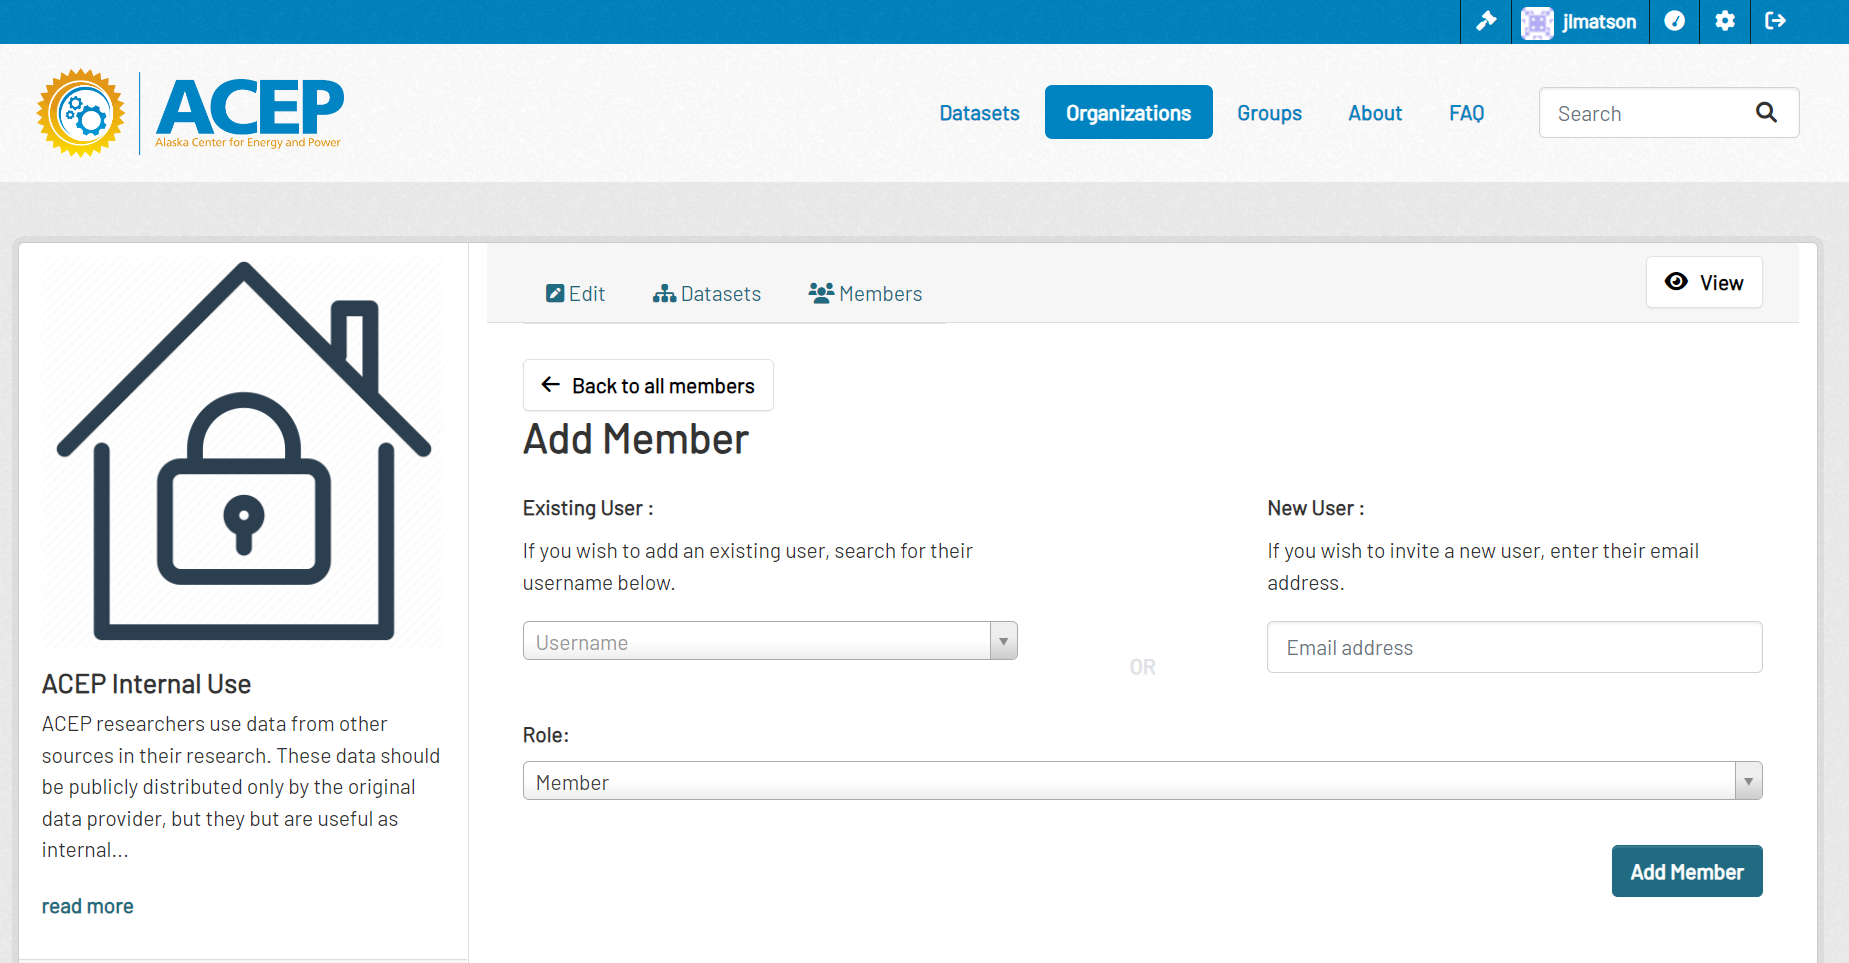 jlmatson
ACEP
Alaska Center for Energy and Power
Datasets
Organizations
Groups
About
FAQ
Search
Edit
Datasets
Members
View
Back to all members
Add Member
Existing User :
If you wish to add an existing user, search for their
username below.
Username
OR
New User :
If you wish to invite a new user, enter their email
address.
Email address
Role:
Member
Add Member
ACEP Internal Use
ACEP researchers use data from other
sources in their research. These data should
be publicly distributed only by the original
data provider, but they but are useful as
internal...
read more